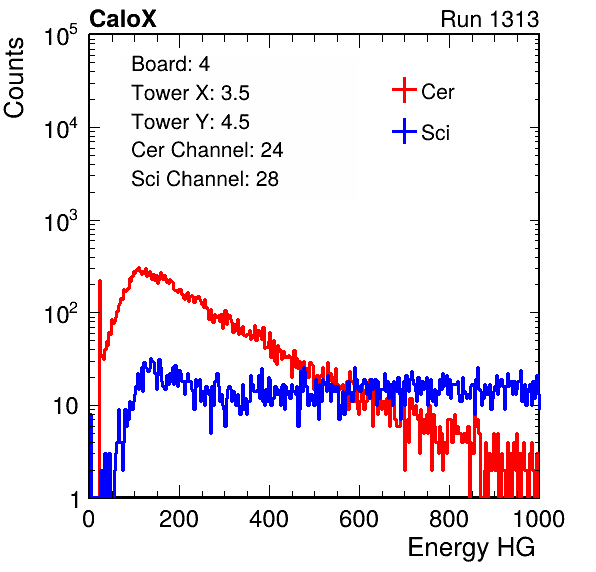 CaloX Run 1313
Counts
10^5
10^4
10^3
10^2
10
1
Board: 4
Tower X: 3.5
Tower Y: 4.5
Cer Channel: 24
Sci Channel: 28
Cer
Sci
0 200 400 600 800 1000
Energy HG